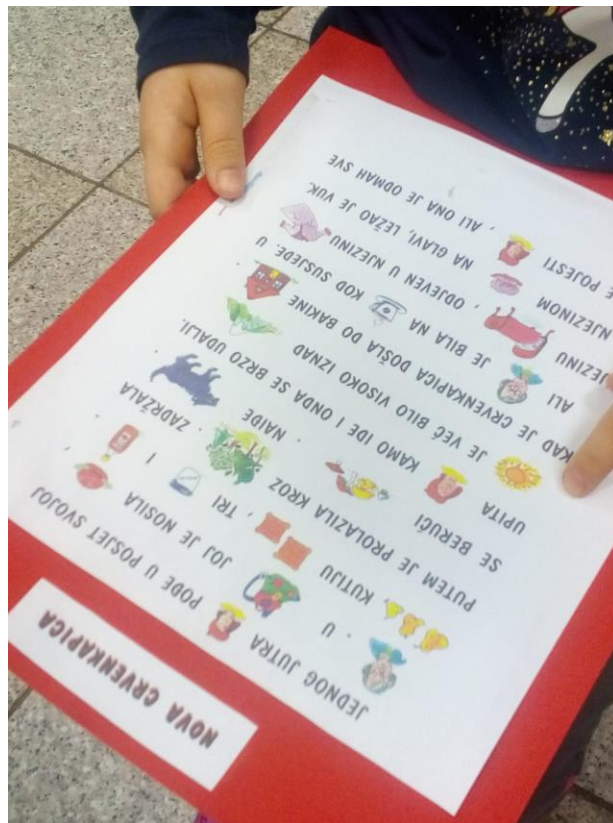 NOVA CRVENKAPICA
JEDNOG JUTRA POĐE U POSJET SVOJOJ
. U JOJ JE NOSILA ,
, KUTIJU , TRI I .
PUTEM JE PROLAZILA KROZ . ZADRŽALA
SE BERUĆI . NAIĐE
UPITA KAMO IDE I ONDA SE BRZO UDALJI.
JE VEĆ BILO VISOKO IZNAD
KAD JE CRVENKAPICA DOŠLA DO BAKINE .
ALI JE BILA NA KOD SUSJEDE. U
NJEZINU , ODJEVEN U NJEZINU
NJEZINOM NA GLAVI, LEŽAO JE VUK.
POJESTI , ALI ONA JE ODMAH SVE